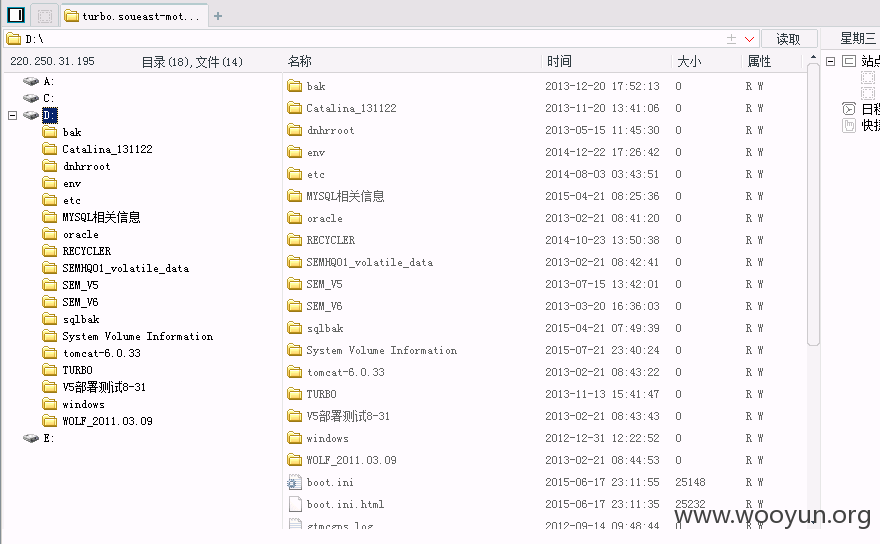 turbo.soueast-mot...
D:\
读取
星期三
220.250.31.195
目录(18),文件(14)
名称
时间
大小
属性
A:
C:
D:
bak
Catalina_131122
dnhrroot
env
etc
MYSQL相关信息
oracle
RECYCLER
SEMHQ01_volatile_data
SEM_V5
SEM_V6
sqlbak
System Volume Information
tomcat-6.0.33
TURBO
V5部署测试8-31
windows
WOLF_2011.03.09
E:
bak 2013-12-20 17:52:13 0 R W
Catalina_131122 2013-11-20 13:41:06 0 R W
dnhrroot 2013-05-15 11:45:30 0 R W
env 2014-12-22 17:26:42 0 R W
etc 2014-08-03 03:43:51 0 R W
MYSQL相关信息 2015-04-21 08:25:36 0 R W
oracle 2013-02-21 08:41:20 0 R W
RECYCLER 2014-10-23 13:50:38 0 R W
SEMHQ01_volatile_data 2013-02-21 08:42:41 0 R W
SEM_V5 2013-07-15 13:42:01 0 R W
SEM_V6 2013-03-20 16:36:03 0 R W
sqlbak 2015-04-21 07:49:39 0 R W
System Volume Information 2015-07-21 23:40:24 0 R W
tomcat-6.0.33 2013-02-21 08:43:22 0 R W
TURBO 2013-11-13 15:41:47 0 R W
V5部署测试8-31 2013-02-21 08:43:43 0 R W
windows 2012-12-31 12:22:52 0 R W
WOLF_2011.03.09 2013-02-21 08:44:53 0 R W
boot.ini 2015-06-17 23:11:55 25148 R W
boot.ini.html 2015-06-17 23:11:35 25232 R W
gtmcgps.log 2012-09-14 09:48:44 0 R W
站点
日程
快捷
www.wooyun.org